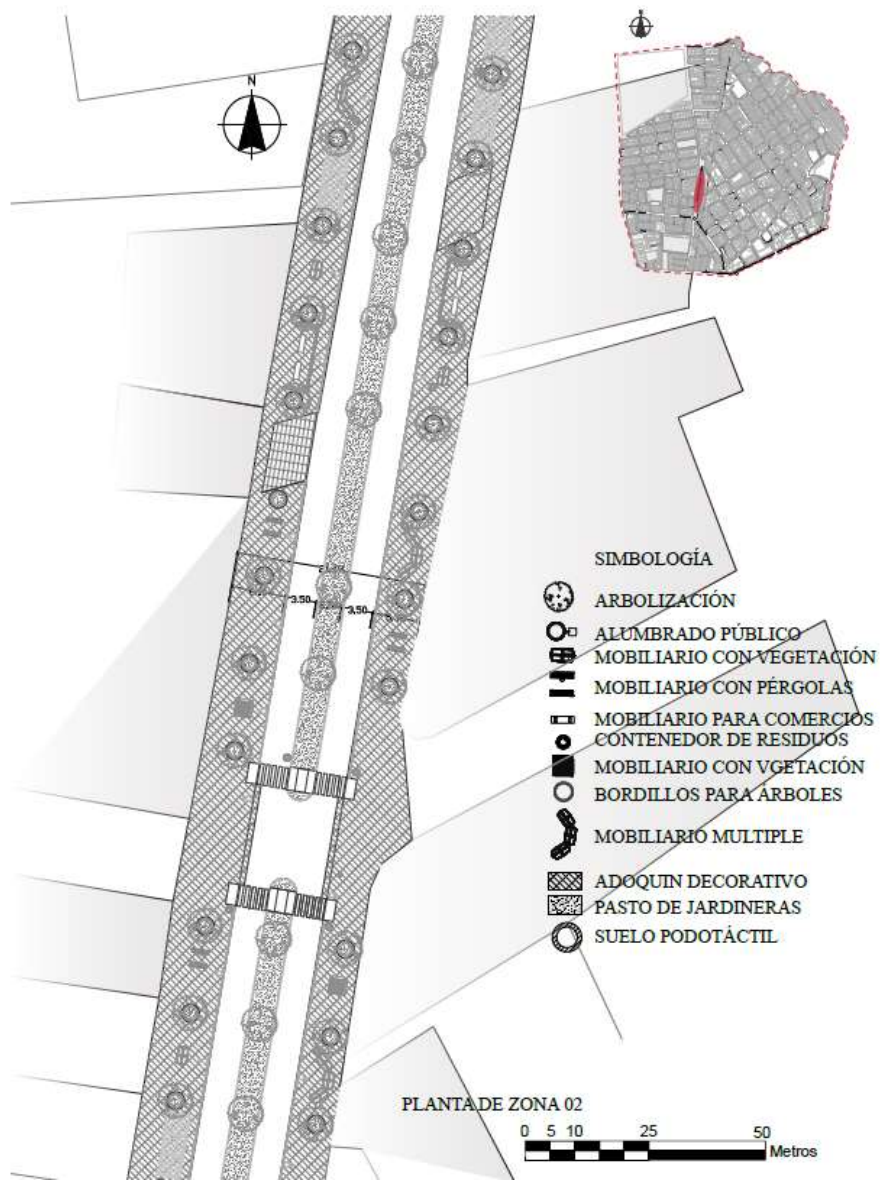 N
N
3.50
3.50
SIMBOLOGÍA
ARBOLIZACIÓN
ALUMBRADO PÚBLICO
MOBILIARIO CON VEGETACIÓN
MOBILIARIO CON PÉRGOLAS
MOBILIARIO PARA COMERCIOS
CONTENEDOR DE RESIDUOS
MOBILIARIO CON VGETACIÓN
BORDILLOS PARA ÁRBOLES
MOBILIARIO MULTIPLE
ADOQUIN DECORATIVO
PASTO DE JARDINERAS
SUELO PODOTÁCTIL
PLANTA DE ZONA 02
0 5 10 25 50
Metros